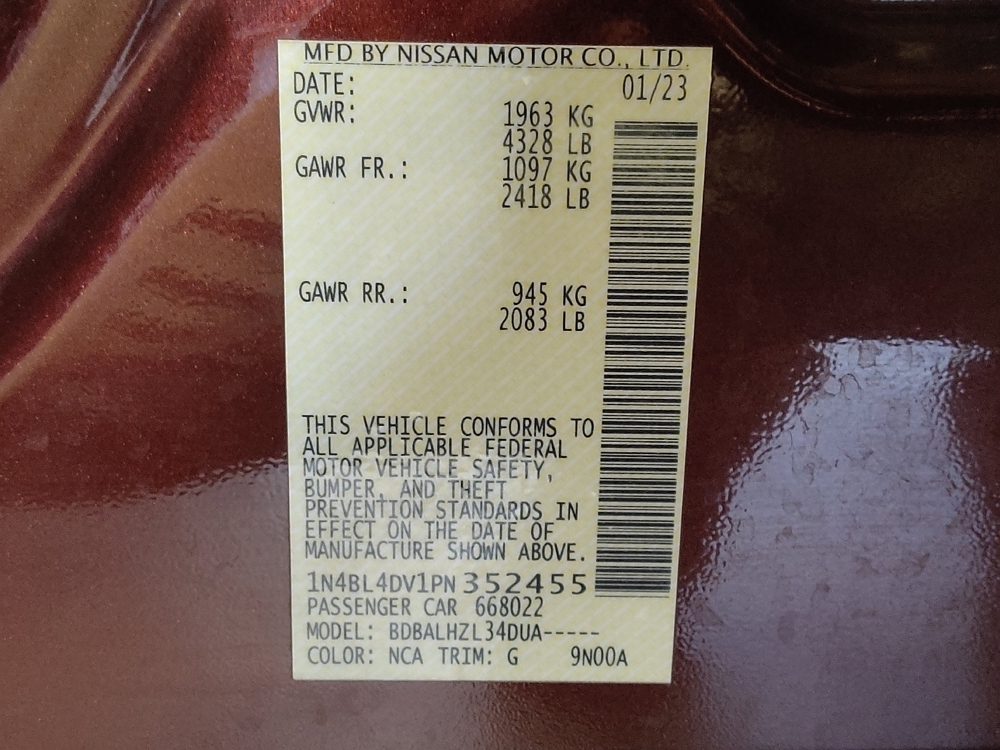 MFD BY NISSAN MOTOR CO., LTD.
DATE: 01/23
GVWR: 1963 KG
4328 LB
GAWR FR.: 1097 KG
2418 LB
GAWR RR.: 945 KG
2083 LB
THIS VEHICLE CONFORMS TO
ALL APPLICABLE FEDERAL
MOTOR VEHICLE SAFETY,
BUMPER, AND THEFT
PREVENTION STANDARDS IN
EFFECT ON THE DATE OF
MANUFACTURE SHOWN ABOVE.
1N4BL4DV1PN352455
PASSENGER CAR 668022
MODEL: BDBALHZL34DUA-----
COLOR: NCA TRIM: G 9N00A